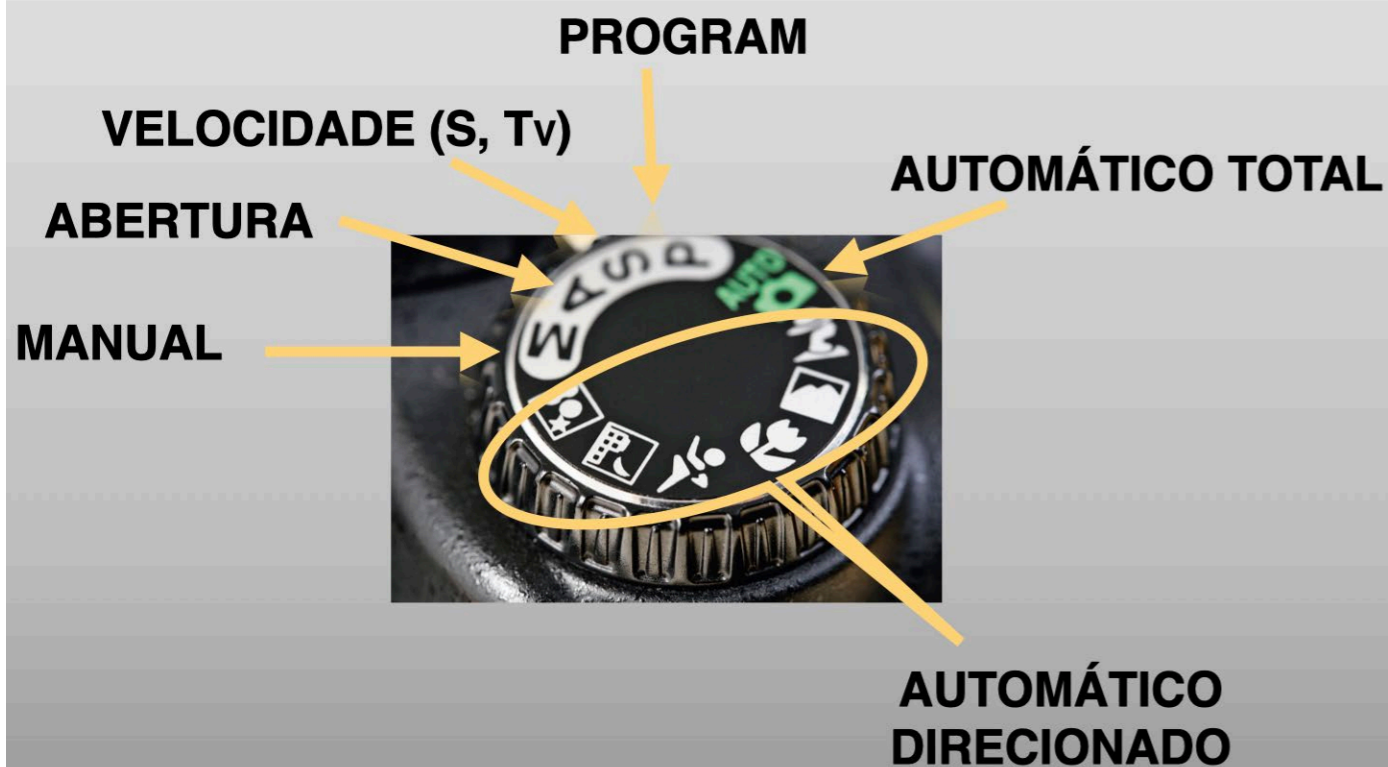 PROGRAM
VELOCIDADE (S, Tv)
AUTOMÁTICO TOTAL
ABERTURA
MANUAL
M
A
S
P
AUTO
AUTOMÁTICO
DIRECIONADO